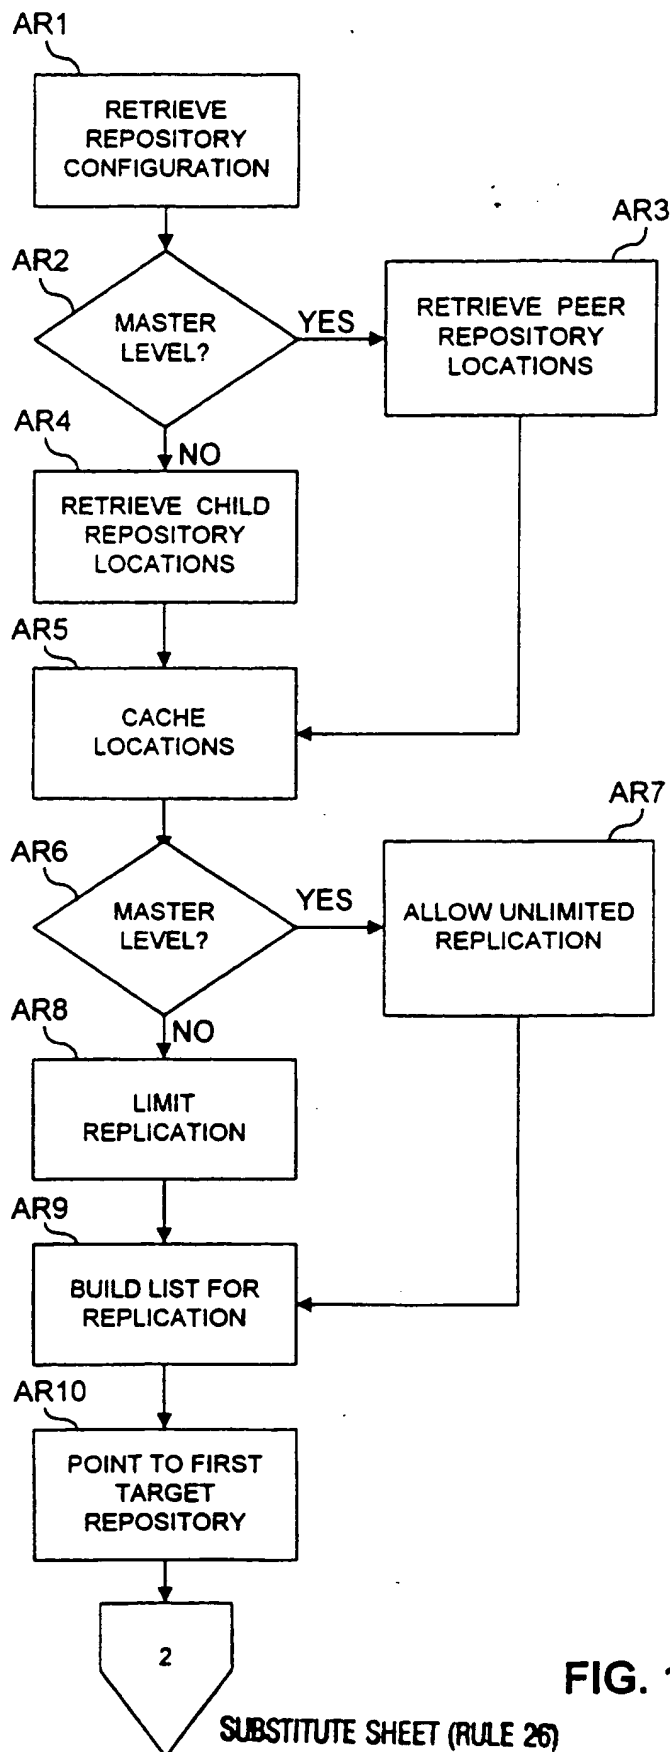 AR1
RETRIEVE
REPOSITORY
CONFIGURATION
AR2
MASTER
LEVEL?
YES
AR3
RETRIEVE PEER
REPOSITORY
LOCATIONS
NO
AR4
RETRIEVE CHILD
REPOSITORY
LOCATIONS
AR5
CACHE
LOCATIONS
AR6
MASTER
LEVEL?
YES
AR7
ALLOW UNLIMITED
REPLICATION
NO
AR8
LIMIT
REPLICATION
AR9
BUILD LIST FOR
REPLICATION
AR10
POINT TO FIRST
TARGET
REPOSITORY
2
FIG.
SUBSTITUTE SHEET (RULE 26)